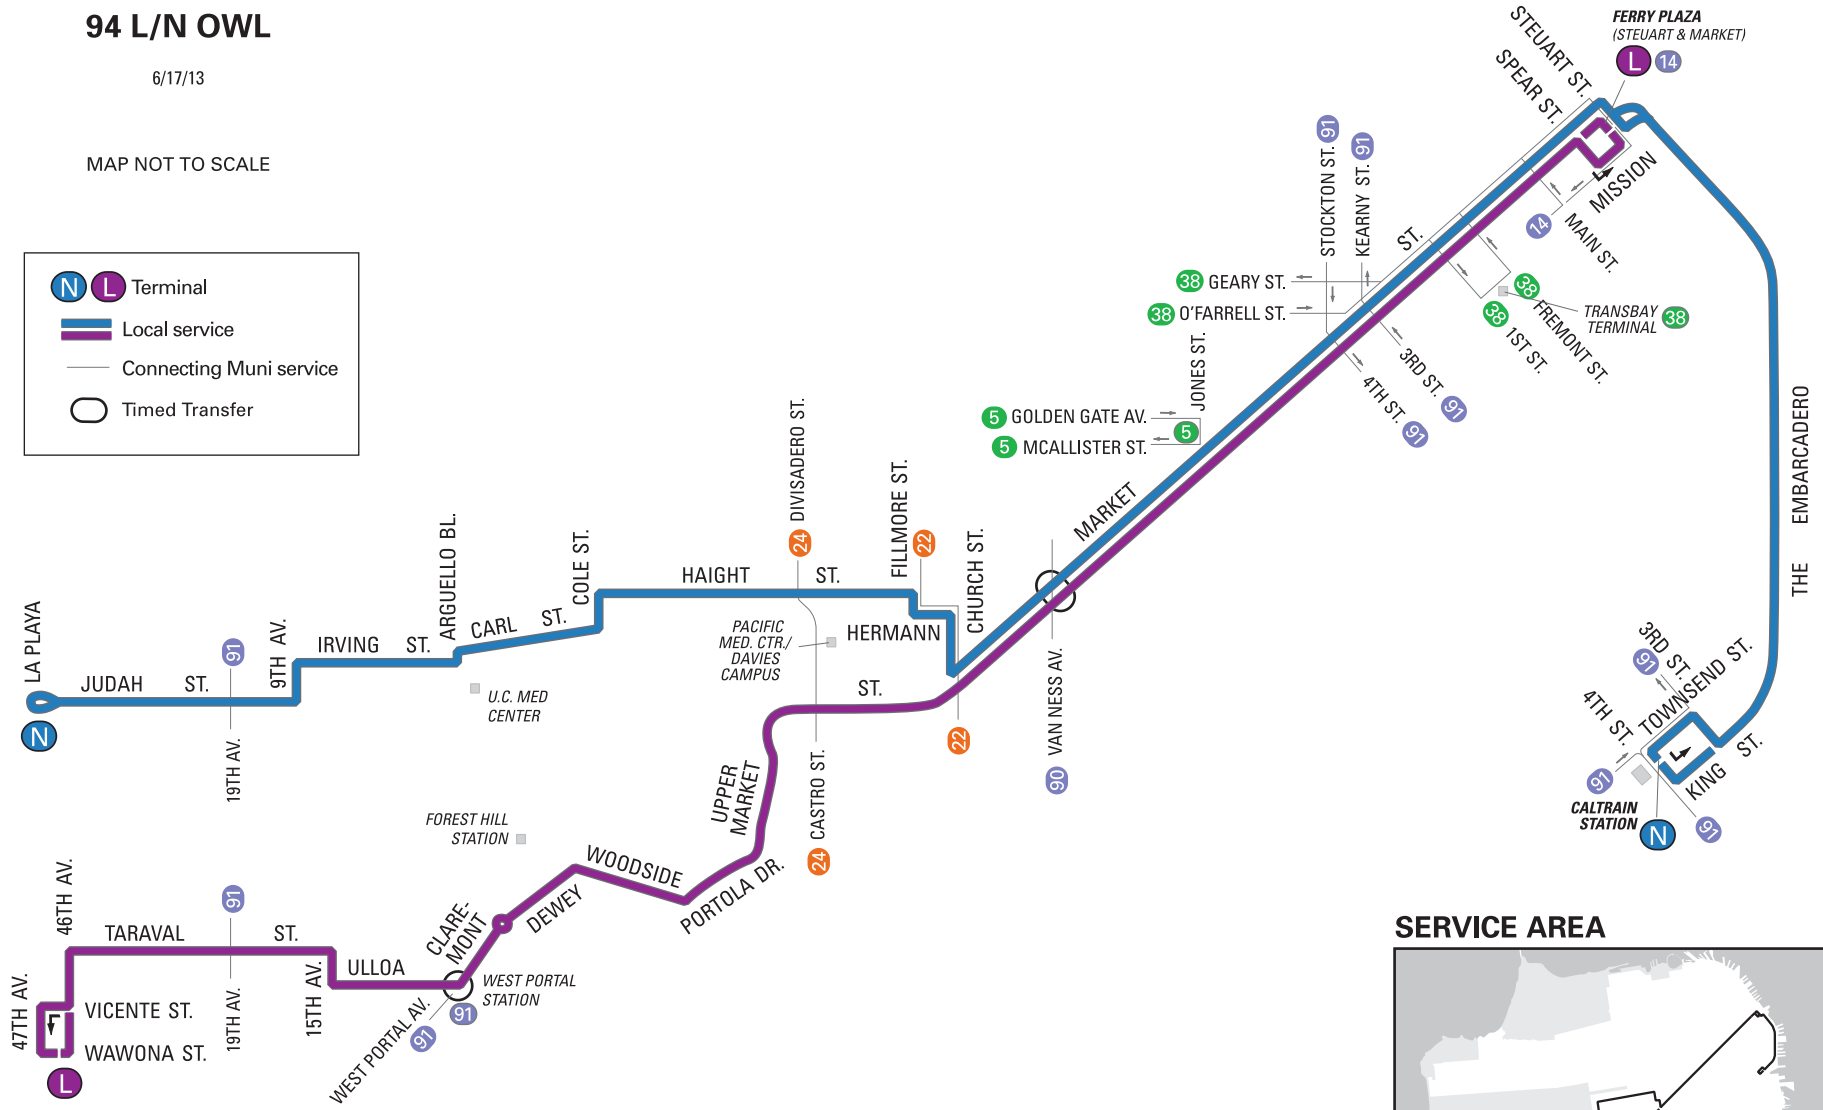 94 L/N OWL
6/17/13
MAP NOT TO SCALE
N L Terminal
Local service
Connecting Muni service
Timed Transfer
FERRY PLAZA
(STEUART & MARKET)
L 14
STEUART ST.
SPEAR ST.
MISSION
14
MAIN ST.
STOCKTON ST. 91
KEARNY ST. 91
ST.
38 GEARY ST.
38 O'FARRELL ST.
38 FREMONT ST.
38 1ST ST.
TRANSBAY
TERMINAL 38
3RD ST. 91
4TH ST. 91
JONES ST.
5 GOLDEN GATE AV.
5
5 MCALLISTER ST.
MARKET
THE EMBARCADERO
DIVISADERO ST.
24
FILLMORE ST.
22
CHURCH ST.
ARGUELLO BL.
COLE ST.
HAIGHT ST.
HERMANN
CARL ST.
IRVING ST.
9TH AV.
LA PLAYA
JUDAH ST.
91
19TH AV.
N
U.C. MED
CENTER
PACIFIC
MED. CTR./
DAVIES
CAMPUS
ST.
22
VAN NESS AV.
90
CASTRO ST.
24
UPPER
MARKET
FOREST HILL
STATION
WOODSIDE
PORTOLA DR.
DEWEY
CLARE-
MONT
WEST PORTAL
STATION
91
WEST PORTAL AV.
91
ULLOA
15TH AV.
TARAVAL ST.
91
19TH AV.
46TH AV.
47TH AV.
VICENTE ST.
WAWONA ST.
L
3RD ST.
91
TOWNSEND ST.
4TH ST.
91
KING ST.
CALTRAIN
STATION
N
91
SERVICE AREA